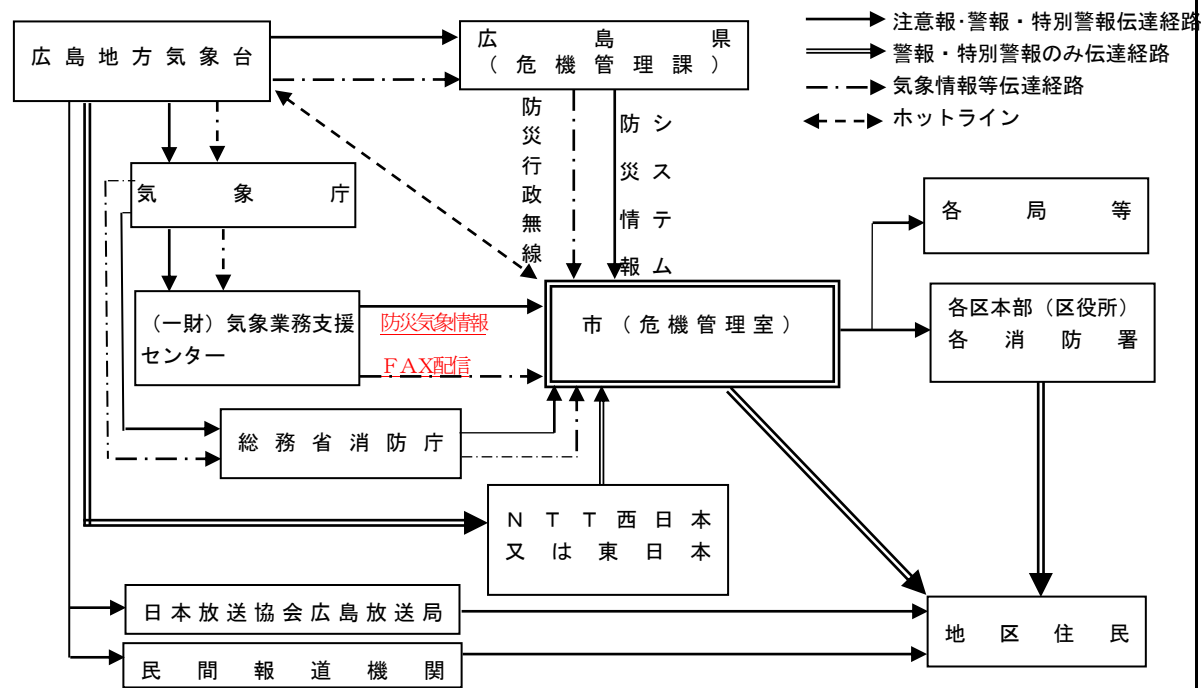 注意報･警報・特別警報伝達経路
警報・特別警報のみ伝達経路
気象情報等伝達経路
ホットライン
広島地方気象台
広島県
（危機管理課）
防災行政無線
防災情報
システム
気象庁
各局等
（一財）気象業務支援
センター
防災気象情報
ＦＡＸ配信
市（危機管理室）
各区本部（区役所）
各消防署
総務省消防庁
ＮＴＴ西日本
又は東日本
日本放送協会広島放送局
民間報道機関
地区住民